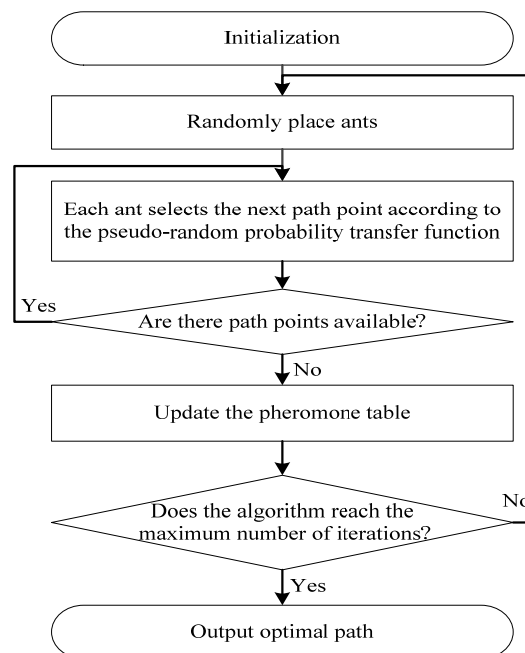 Initialization
Randomly place ants
Each ant selects the next path point according to
the pseudo-random probability transfer function
Yes
Are there path points available?
No
Update the pheromone table
Does the algorithm reach the
maximum number of iterations?
No
Yes
Output optimal path